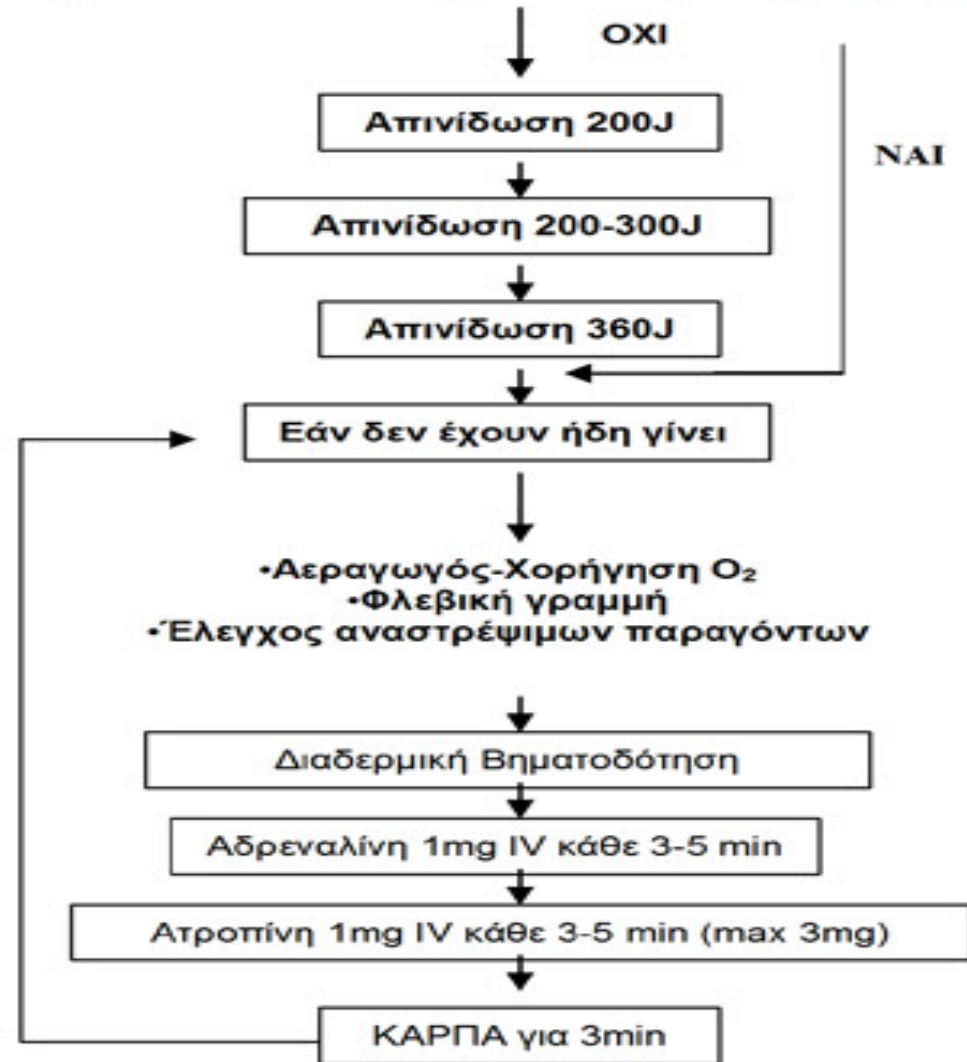 ΟΧΙ
Απινίδωση 200J
ΝΑΙ
Απινίδωση 200-300J
Απινίδωση 360J
Εάν δεν έχουν ήδη γίνει
•Αεραγωγός-Χορήγηση Ο₂
•Φλεβική γραμμή
•Έλεγχος αναστρέψιμων παραγόντων
Διαδερμική Βηματοδότηση
Αδρεναλίνη 1mg IV κάθε 3-5 min
Ατροπίνη 1mg IV κάθε 3-5 min (max 3mg)
ΚΑΡΠΑ για 3min